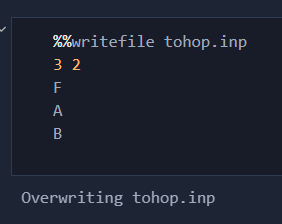 %%writefile tohop.inp
3 2
F
A
B
Overwriting tohop.inp